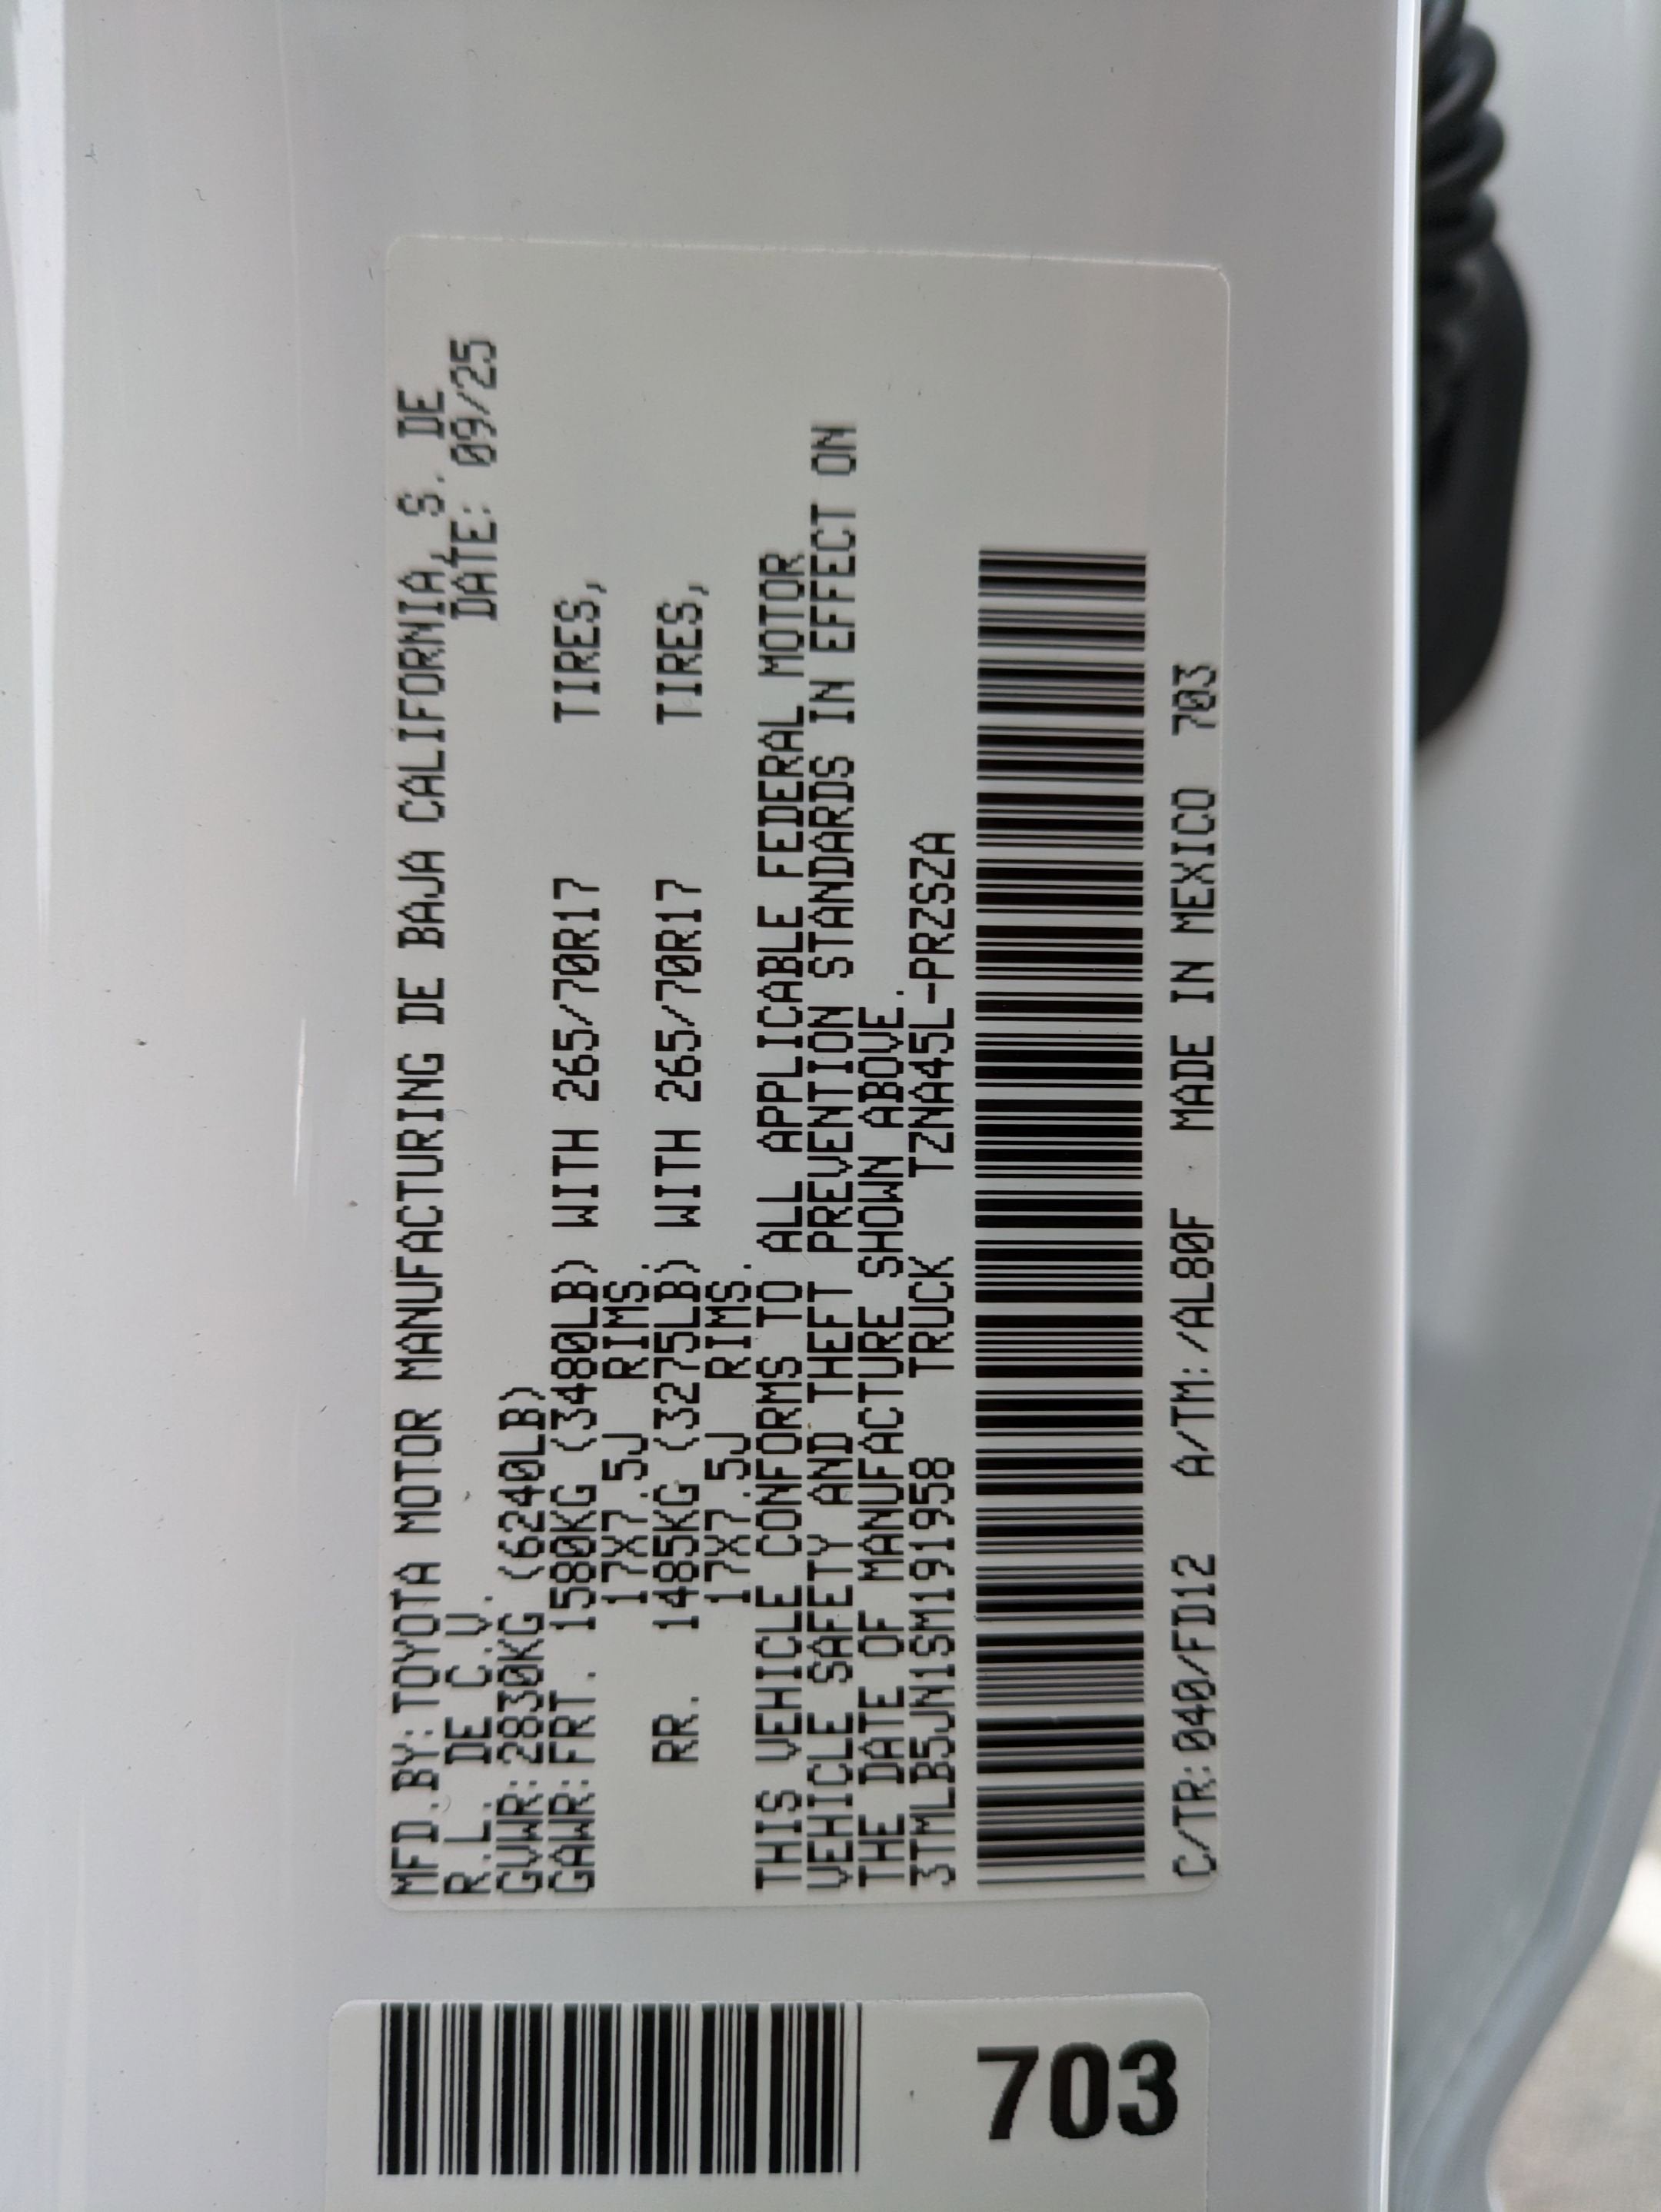 MFD.BY:TOYOTA MOTOR MANUFACTURING DE BAJA CALIFORNIA, S. DE
R.L. DE C.V. DATE: 09/25
GVWR:2830KG (6240LB)
GAWR:FRT. 1580KG (3480LB) WITH 265/70R17 TIRES,
17X7.5J RIMS.
RR. 1485KG (3275LB) WITH 265/70R17 TIRES,
17X7.5J RIMS.
THIS VEHICLE CONFORMS TO ALL APPLICABLE FEDERAL MOTOR
VEHICLE SAFETY AND THEFT PREVENTION STANDARDS IN EFFECT ON
THE DATE OF MANUFACTURE SHOWN ABOVE.
3TMLB5JN1SM191958 TRUCK TZNA45L-PRZSZA
C/TR:040/FD12 A/TM:/AL80F MADE IN MEXICO 703
703